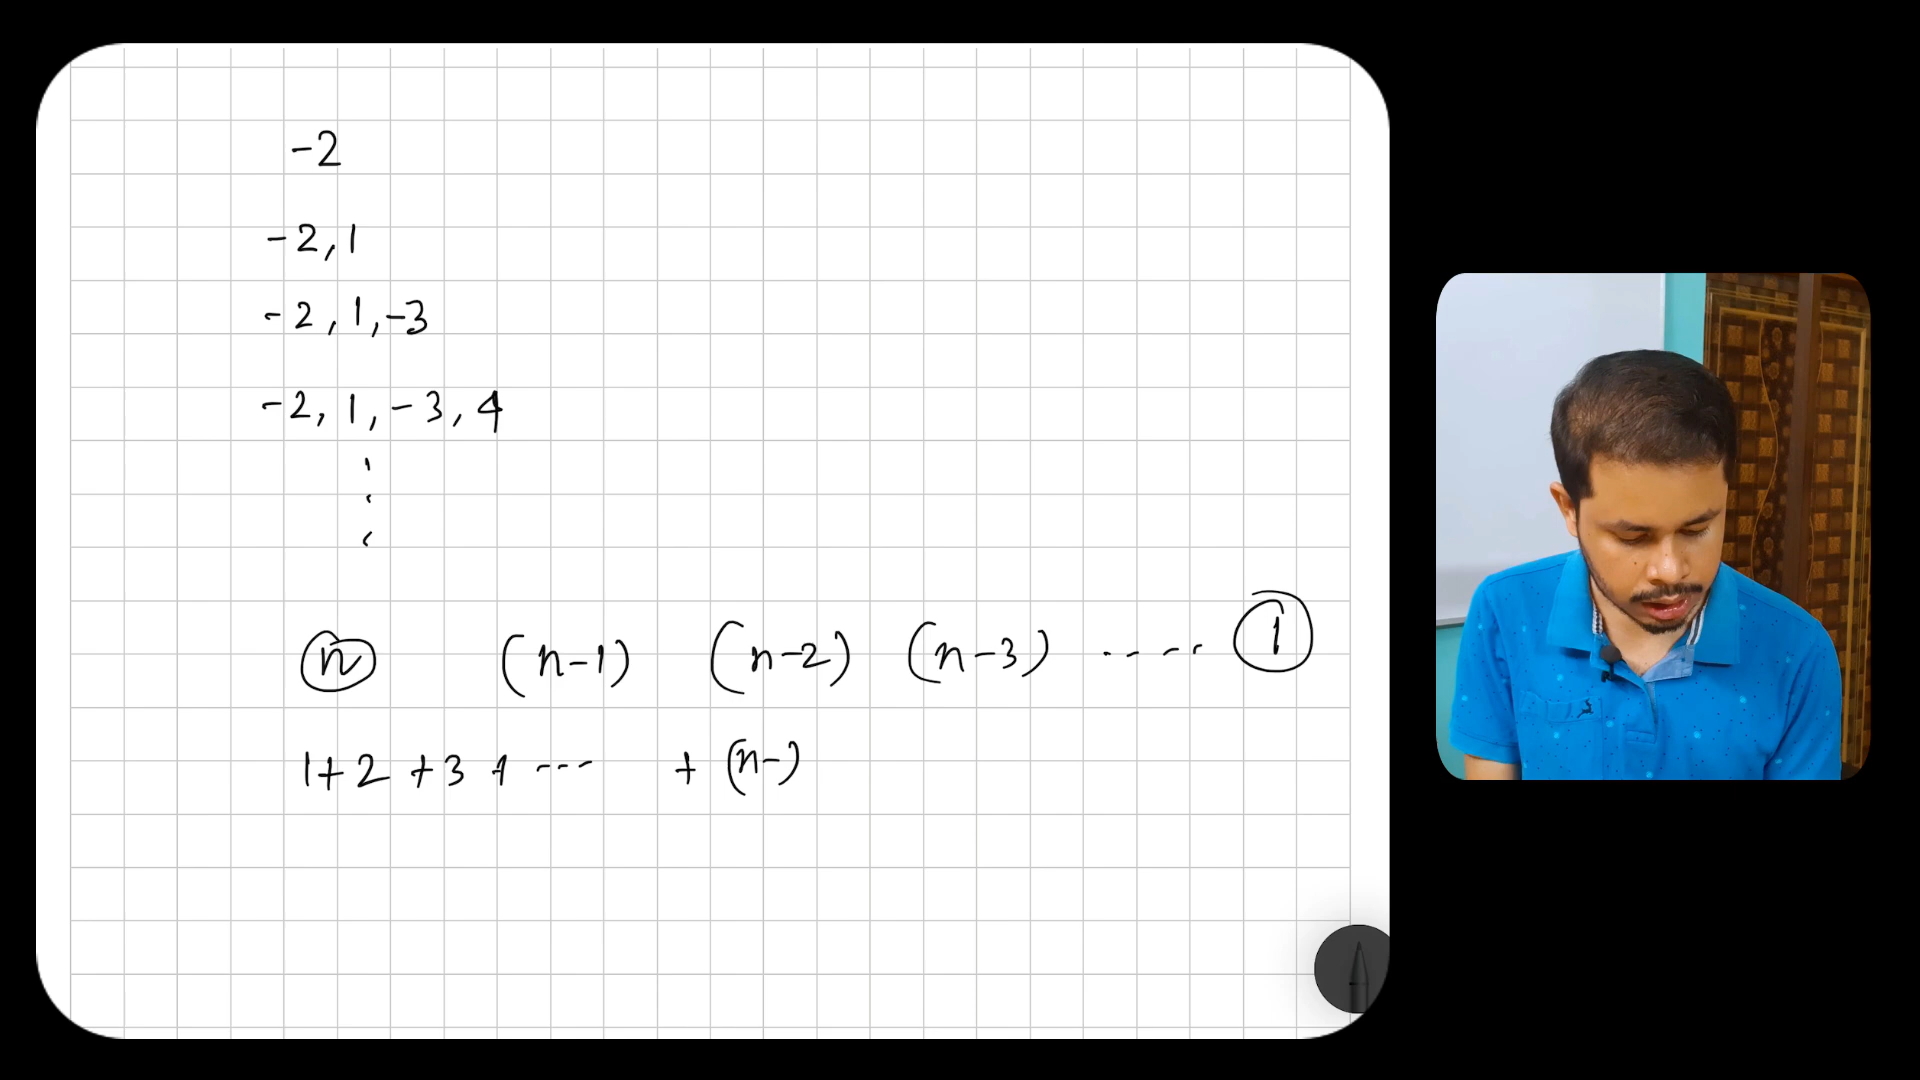 -2
-2, 1
-2, 1, -3
-2, 1, -3, 4
⋮
n (n-1) (n-2) (n-3) ----- 1
1+2+3+ --- + (n-)